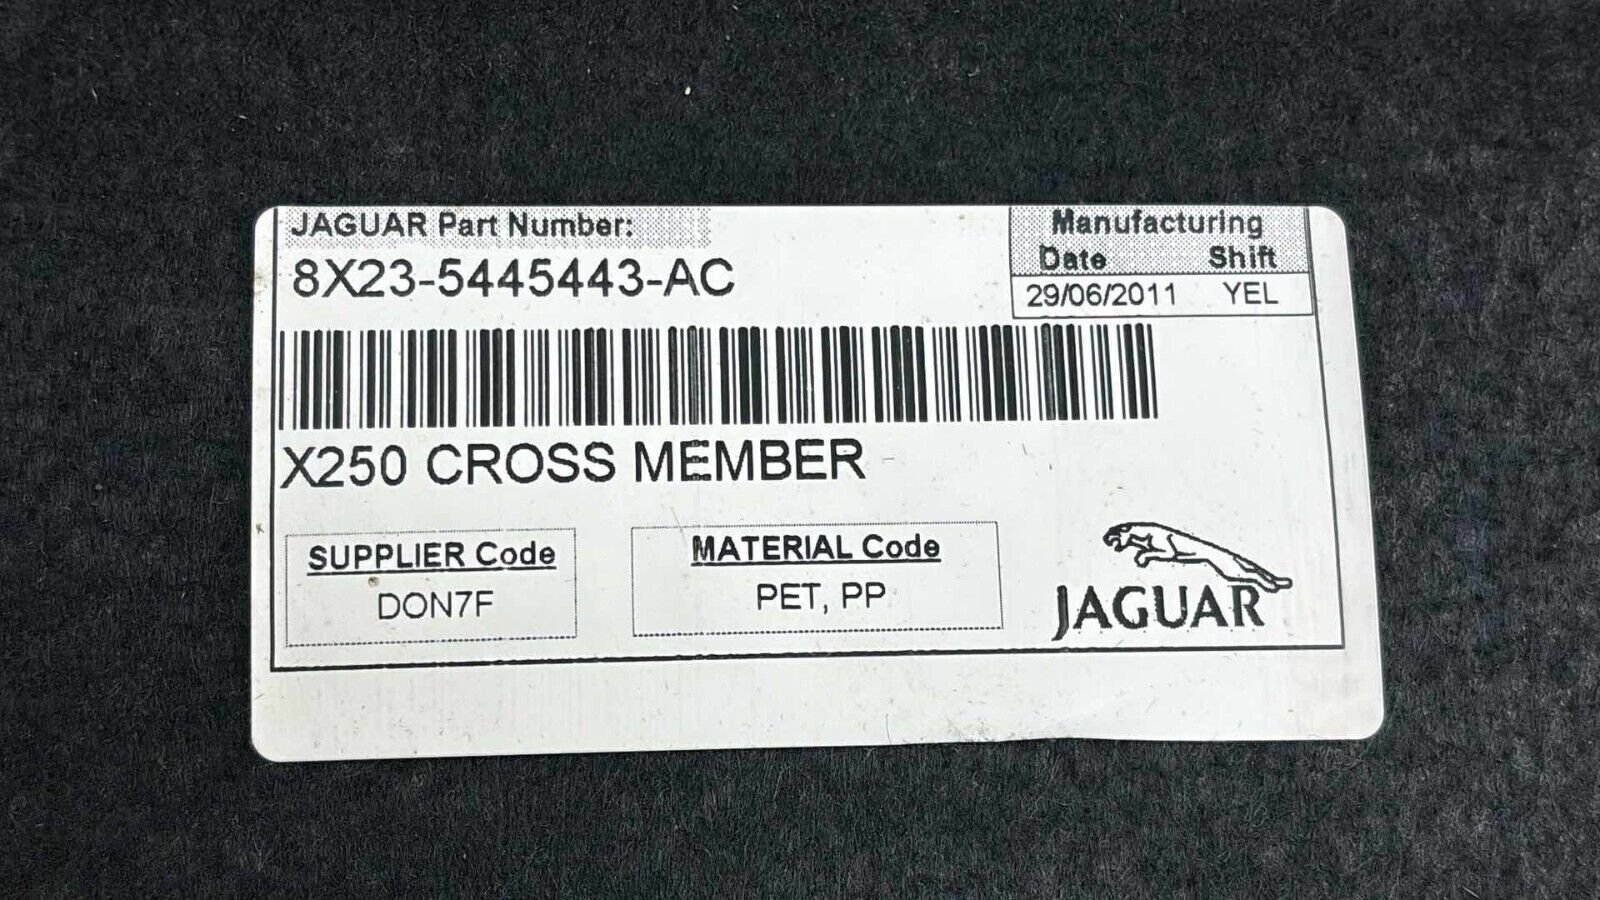 JAGUAR Part Number:
8X23-5445443-AC
Manufacturing
Date Shift
29/06/2011 YEL
X250 CROSS MEMBER
SUPPLIER Code
DON7F
MATERIAL Code
PET, PP
JAGUAR